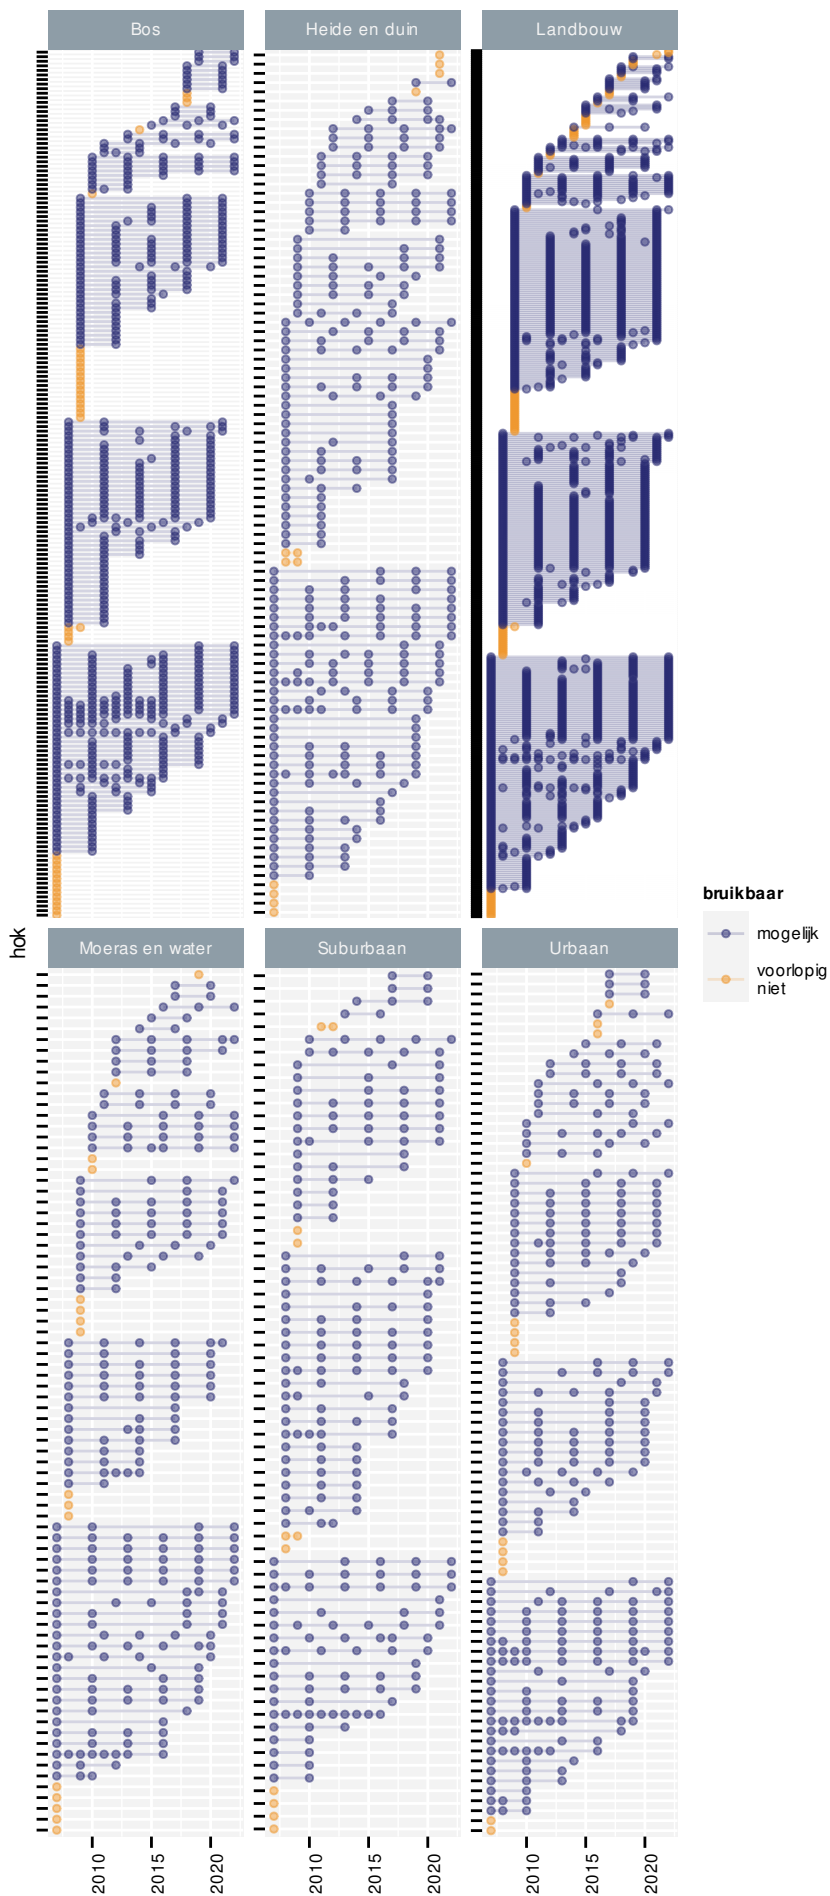 Bos
Heide en duin
Landbouw
hok
bruikbaar
mogelijk
voorlopig
niet
Moeras en water
Suburbaan
Urbaan
2010
2015
2020
2010
2015
2020
2010
2015
2020